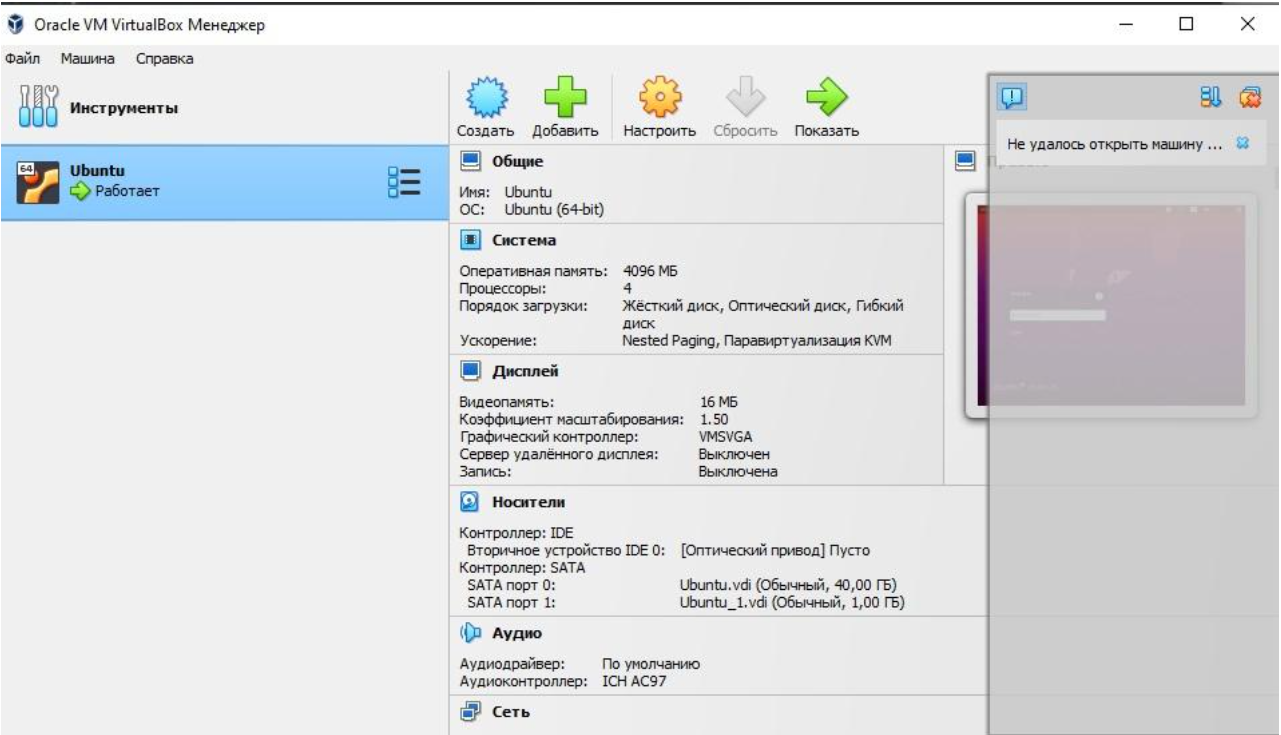 Oracle VM VirtualBox Менеджер
Файл Машина Справка
Инструменты
Создать Добавить Настроить Сбросить Показать
Не удалось открыть машину ...
64
Ubuntu
Работает
Общие
Имя: Ubuntu
ОС: Ubuntu (64-bit)
Система
Оперативная память: 4096 МБ
Процессоры: 4
Порядок загрузки: Жёсткий диск, Оптический диск, Гибкий
диск
Ускорение: Nested Paging, Паравиртуализация KVM
Дисплей
Видеопамять: 16 МБ
Коэффициент масштабирования: 1.50
Графический контроллер: VMSVGA
Сервер удалённого дисплея: Выключен
Запись: Выключена
Носители
Контроллер: IDE
Вторичное устройство IDE 0: [Оптический привод] Пусто
Контроллер: SATA
SATA порт 0: Ubuntu.vdi (Обычный, 40,00 ГБ)
SATA порт 1: Ubuntu_1.vdi (Обычный, 1,00 ГБ)
Аудио
Аудиодрайвер: По умолчанию
Аудиоконтроллер: ICH AC97
Сеть